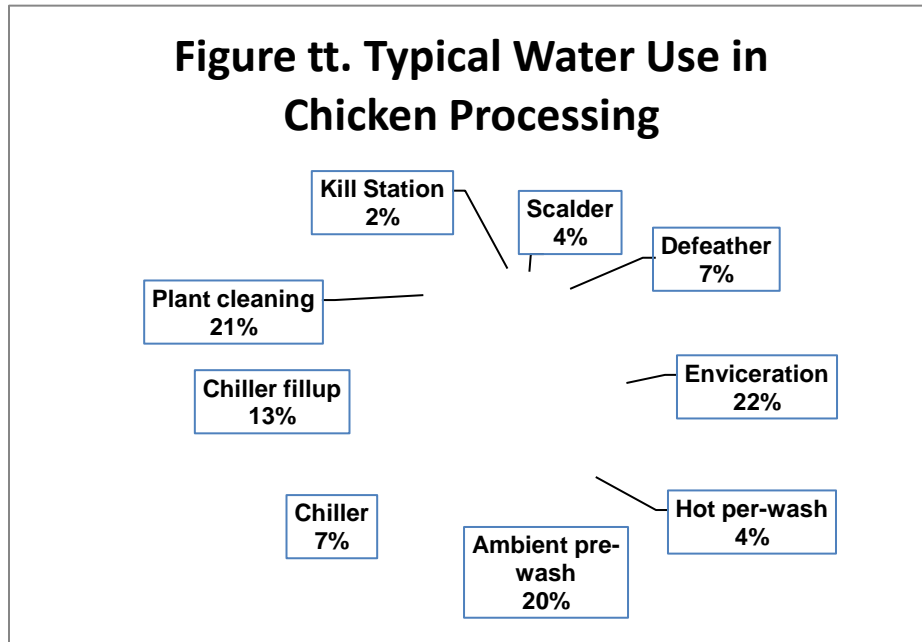 Figure tt. Typical Water Use in
Chicken Processing
Kill Station
2%
Scalder
4%
Defeather
7%
Plant cleaning
21%
Enviceration
22%
Chiller fillup
13%
Hot per-wash
4%
Chiller
7%
Ambient pre-
wash
20%